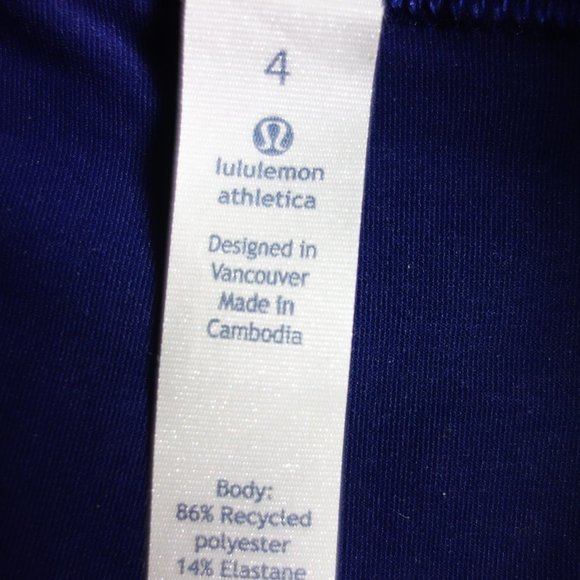 4
lululemon
athletica
Designed in
Vancouver
Made in
Cambodia
Body:
86% Recycled
polyester
14% Elastane